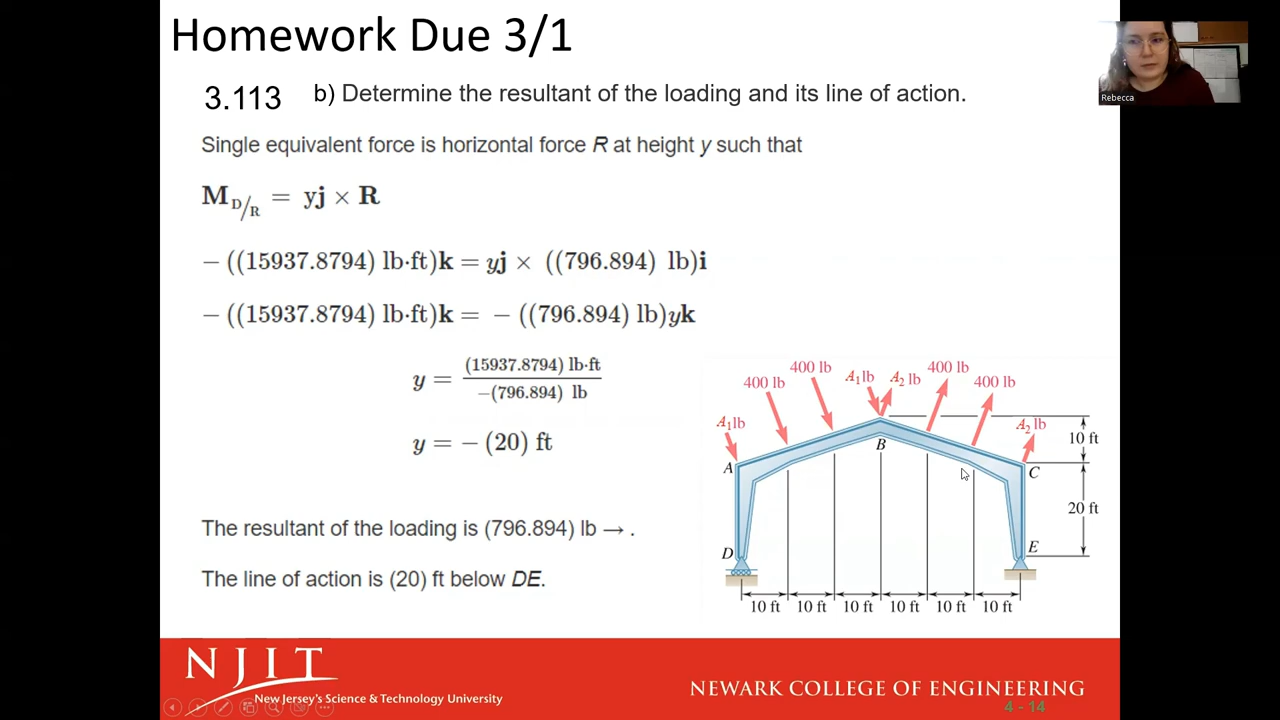 Homework Due 3/1
Rebecca
3.113 b) Determine the resultant of the loading and its line of action.
Single equivalent force is horizontal force R at height y such that
M D/R = yj × R
− ((15937.8794) lb·ft)k = yj × ((796.894) lb)i
− ((15937.8794) lb·ft)k = − ((796.894) lb)yk
y = (15937.8794) lb·ft / −(796.894) lb
y = − (20) ft
The resultant of the loading is (796.894) lb → .
The line of action is (20) ft below DE.
400 lb 400 lb
400 lb A₁lb A₂ lb 400 lb
A₁lb A₂ lb
10 ft
A B C
20 ft
D E
10 ft 10 ft 10 ft 10 ft 10 ft 10 ft
NJIT
New Jersey's Science & Technology University
NEWARK COLLEGE OF ENGINEERING
4 - 14